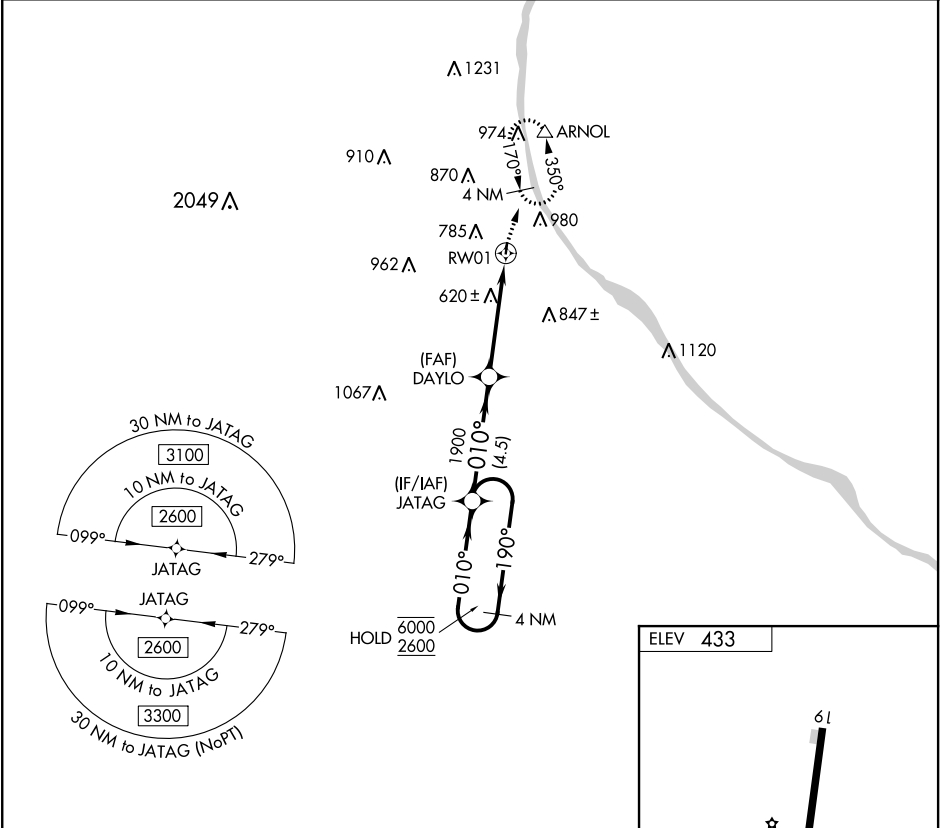 1231
974
ARNOL
910
870
170°
350°
4 NM
2049
980
785
RW01
962
620 ±
847 ±
1120
(FAF)
DAYLO
1067
1900
010°
(4.5)
(IF/IAF)
JATAG
30 NM to JATAG
3100
10 NM to JATAG
2600
099°
279°
JATAG
010°
190°
JATAG
099°
279°
2600
10 NM to JATAG
3300
30 NM to JATAG (NoPT)
HOLD
6000
2600
4 NM
ELEV 433
19